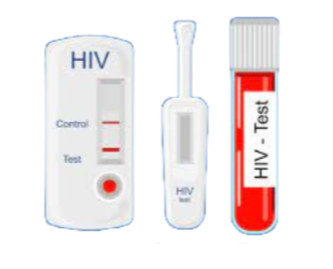 HIV
Control
Test
HIV
test
HIV - Test